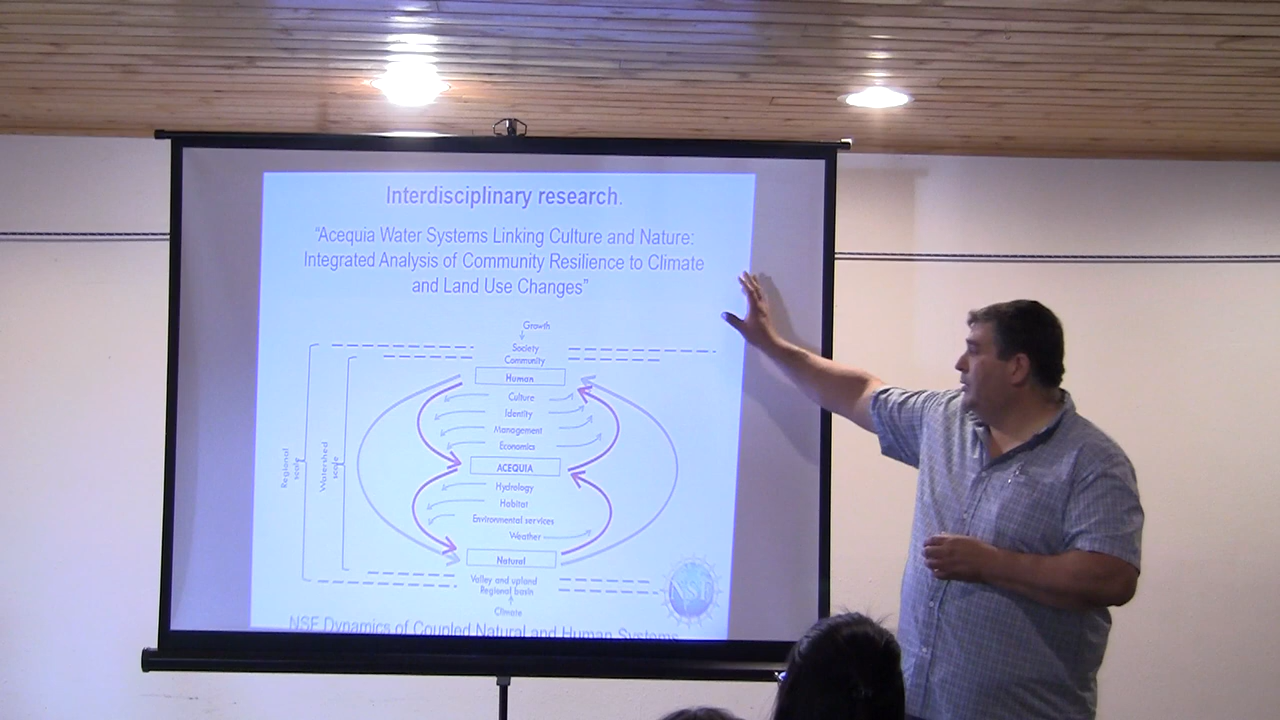 Interdisciplinary research.
“Acequia Water Systems Linking Culture and Nature:
Integrated Analysis of Community Resilience to Climate
and Land Use Changes”
Growth
Society
Community
Human
Culture
Identity
Management
Economics
ACEQUIA
Hydrology
Habitat
Environmental services
Weather
Natural
Valley and upland
Regional basin
Climate
Regional
scale
Watershed
scale
NSF
NSF Dynamics of Coupled Natural and Human Systems